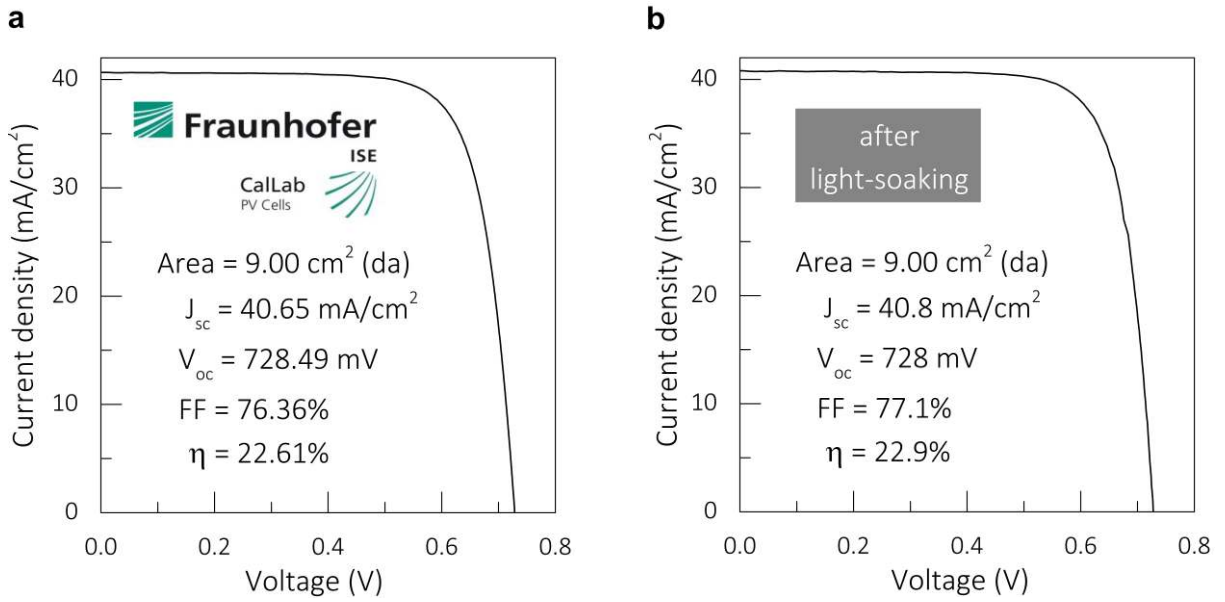 a
Current density (mA/cm²)
40
30
20
10
0
Fraunhofer
ISE
CalLab
PV Cells
Area = 9.00 cm² (da)
J_sc = 40.65 mA/cm²
V_oc = 728.49 mV
FF = 76.36%
η = 22.61%
0.0 0.2 0.4 0.6 0.8
Voltage (V)
b
Current density (mA/cm²)
40
30
20
10
0
after
light-soaking
Area = 9.00 cm² (da)
J_sc = 40.8 mA/cm²
V_oc = 728 mV
FF = 77.1%
η = 22.9%
0.0 0.2 0.4 0.6 0.8
Voltage (V)